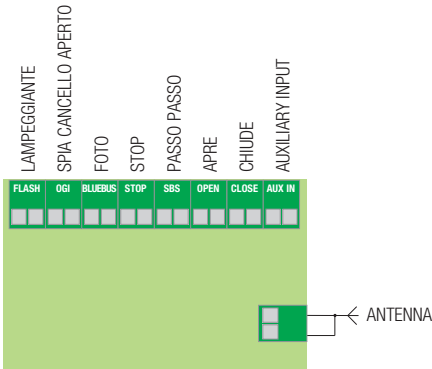 LAMPEGGIANTE
SPIA CANCELLO APERTO
FOTO
STOP
PASSO PASSO
APRE
CHIUDE
AUXILIARY INPUT
FLASH
OGI
BLUEBUS
STOP
SBS
OPEN
CLOSE
AUX IN
ANTENNA